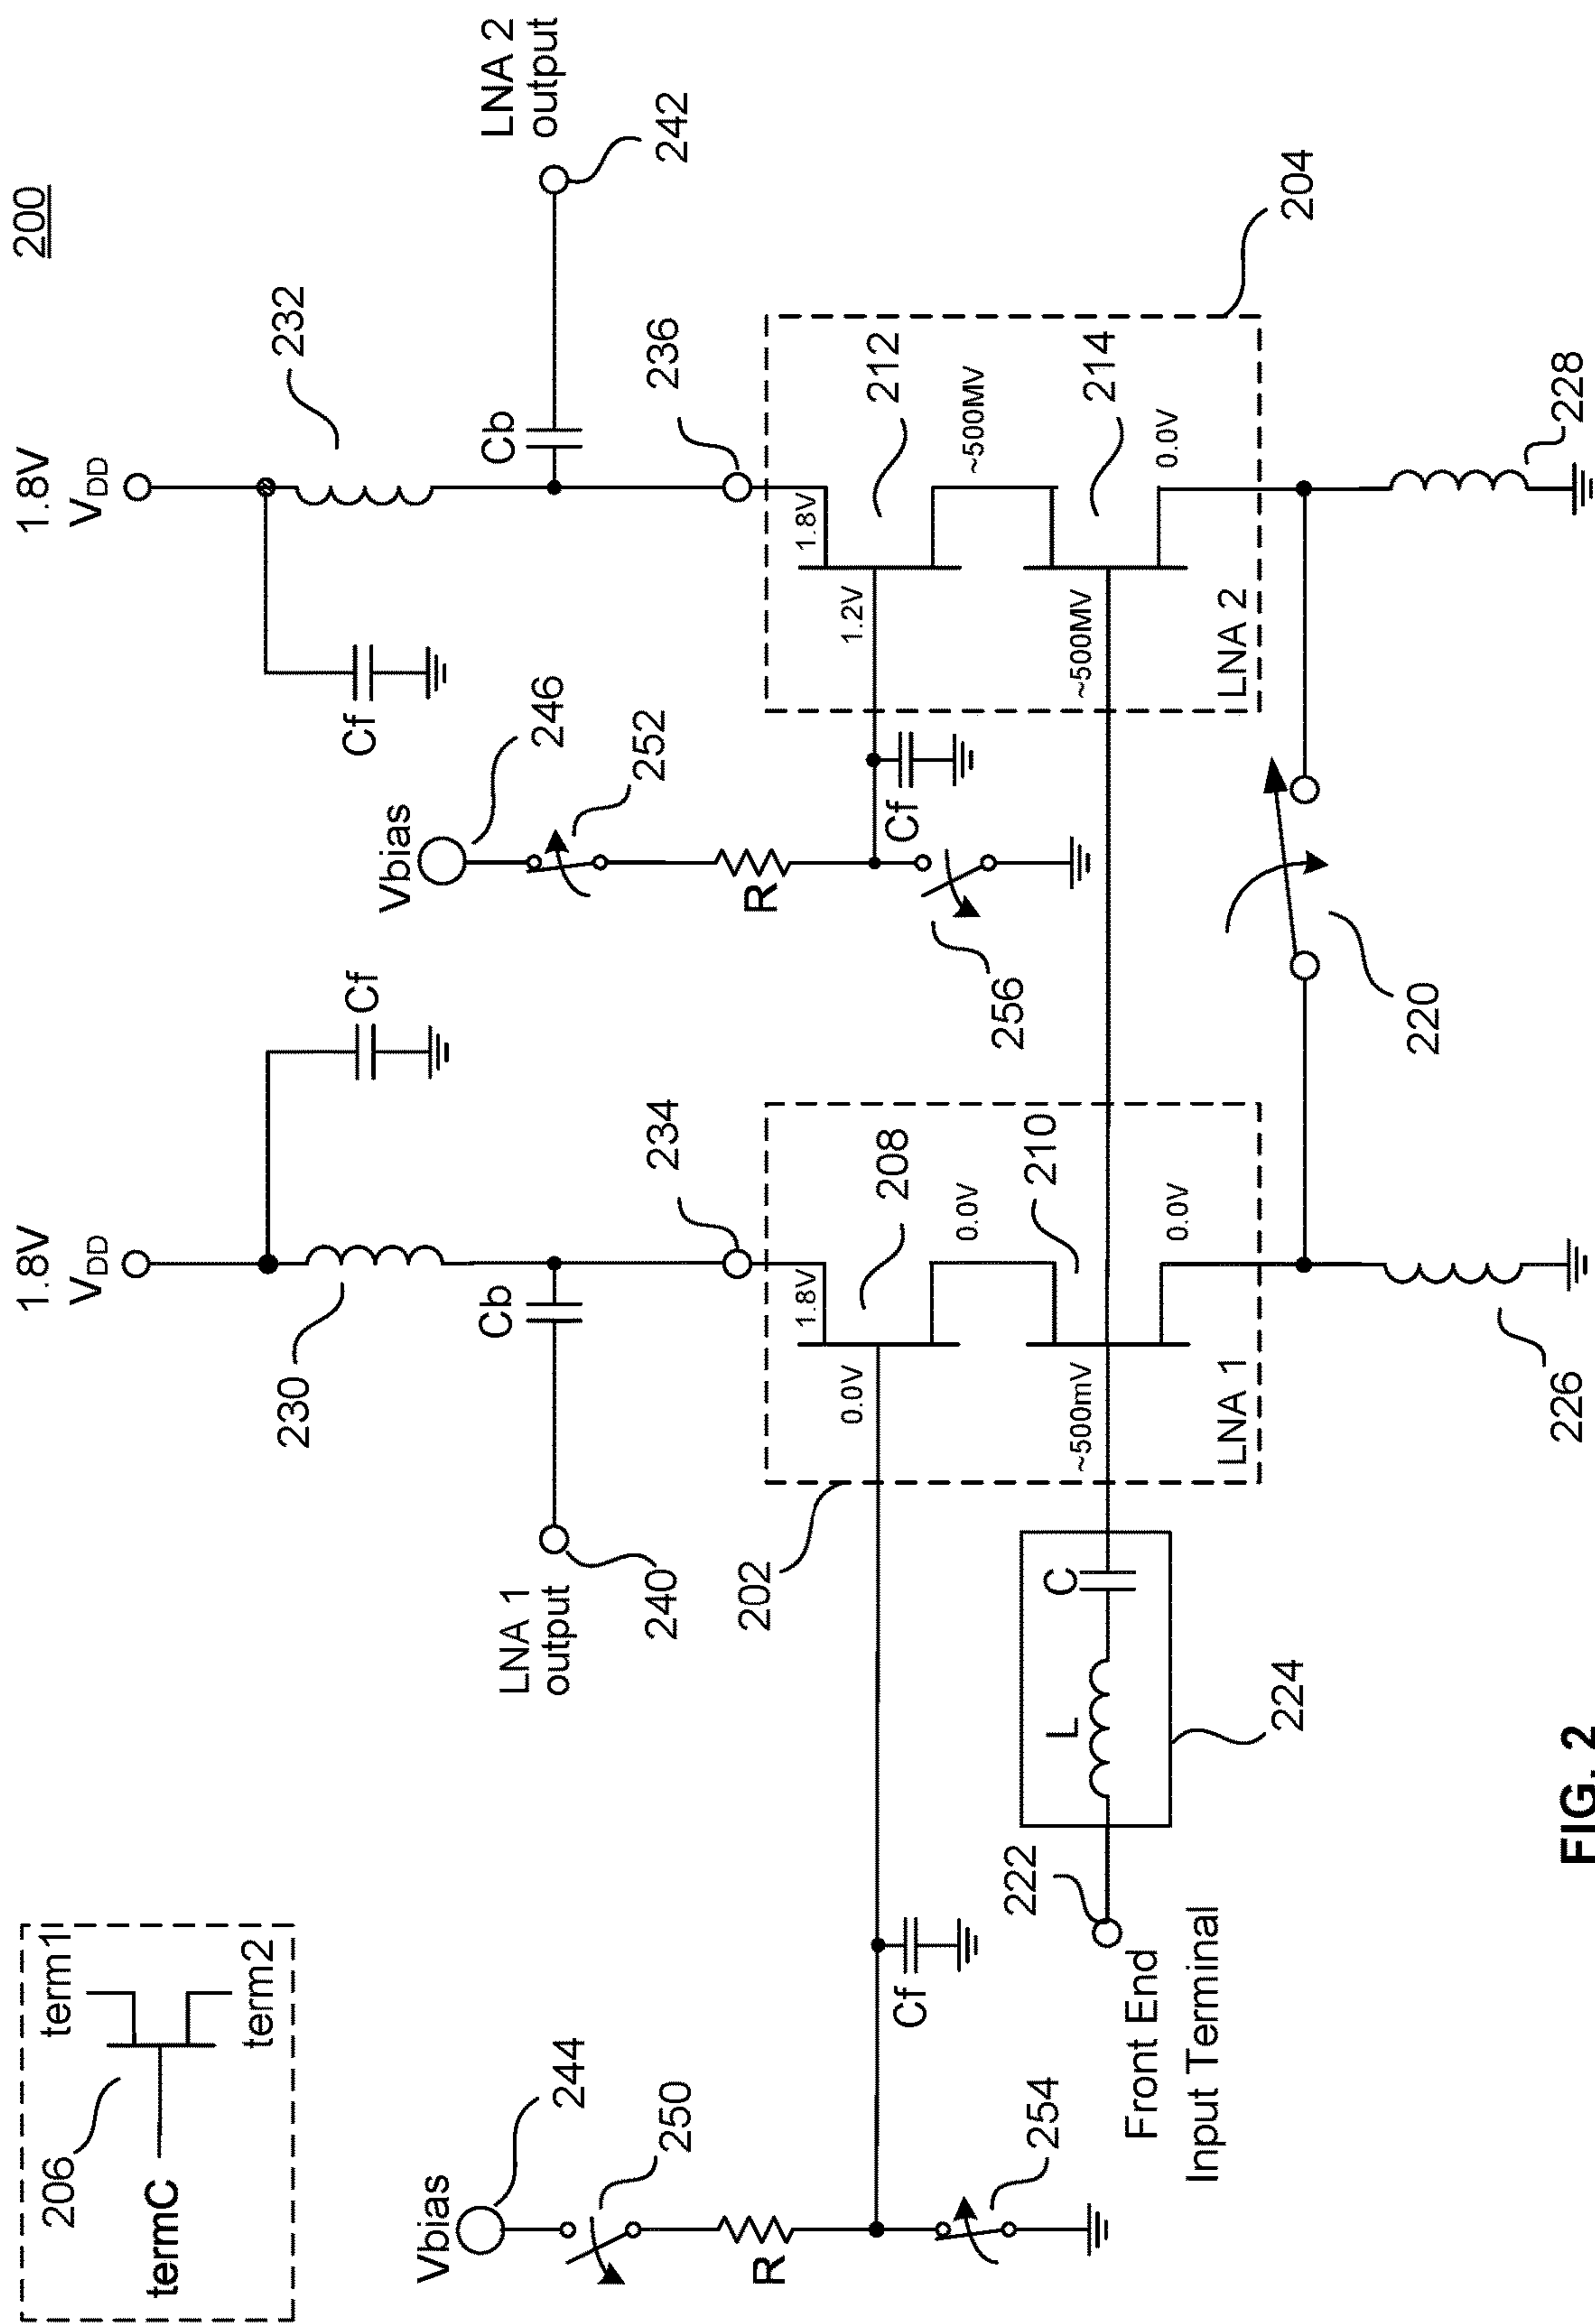 200
206
term1
termC
term2
1.8V
VDD
1.8V
VDD
Cf
Cf
230
232
Cb
Cb
LNA 1
output
240
LNA 2
output
242
234
236
Vbias
244
250
R
254
Vbias
246
252
R
256
Cf
Cf
202
1.8V
0.0V
208
0.0V
210
~500mV
0.0V
LNA 1
204
1.8V
1.2V
212
~500MV
214
~500MV
0.0V
LNA 2
222
Front End
Input Terminal
L
C
224
220
226
228
FIG. 2